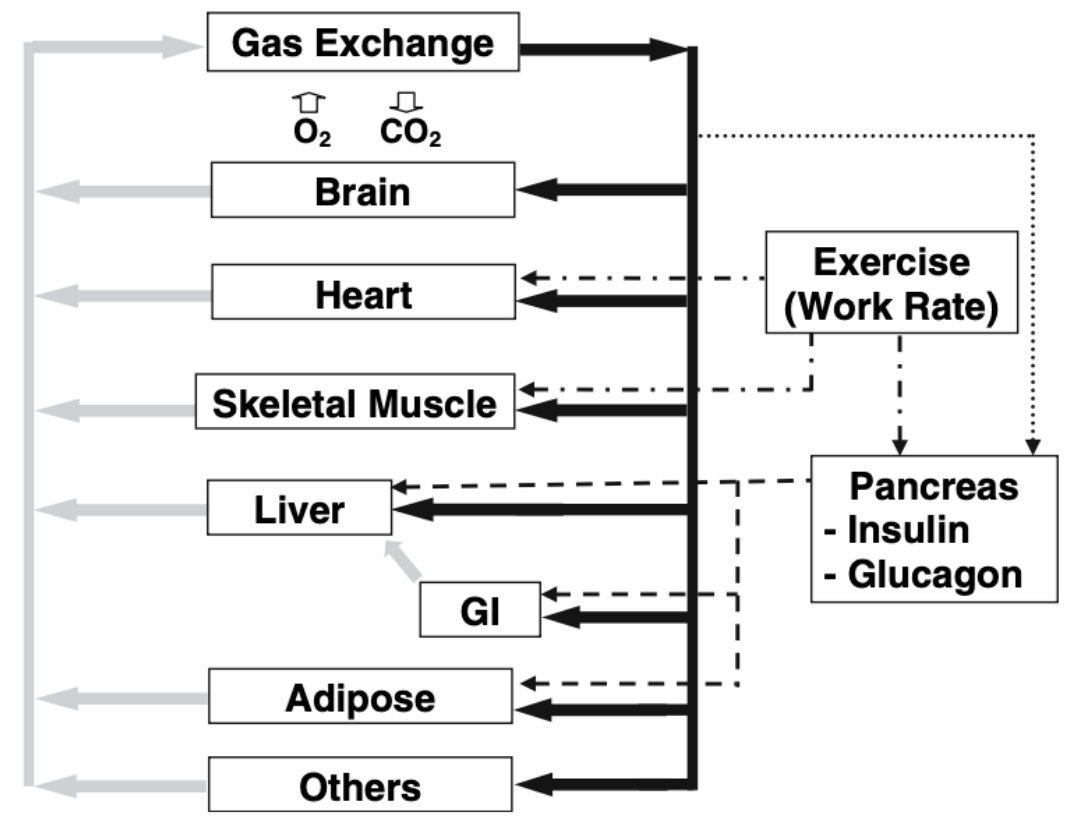 Gas Exchange
O₂ CO₂
Brain
Heart
Exercise
(Work Rate)
Skeletal Muscle
Liver
Pancreas
- Insulin
- Glucagon
GI
Adipose
Others